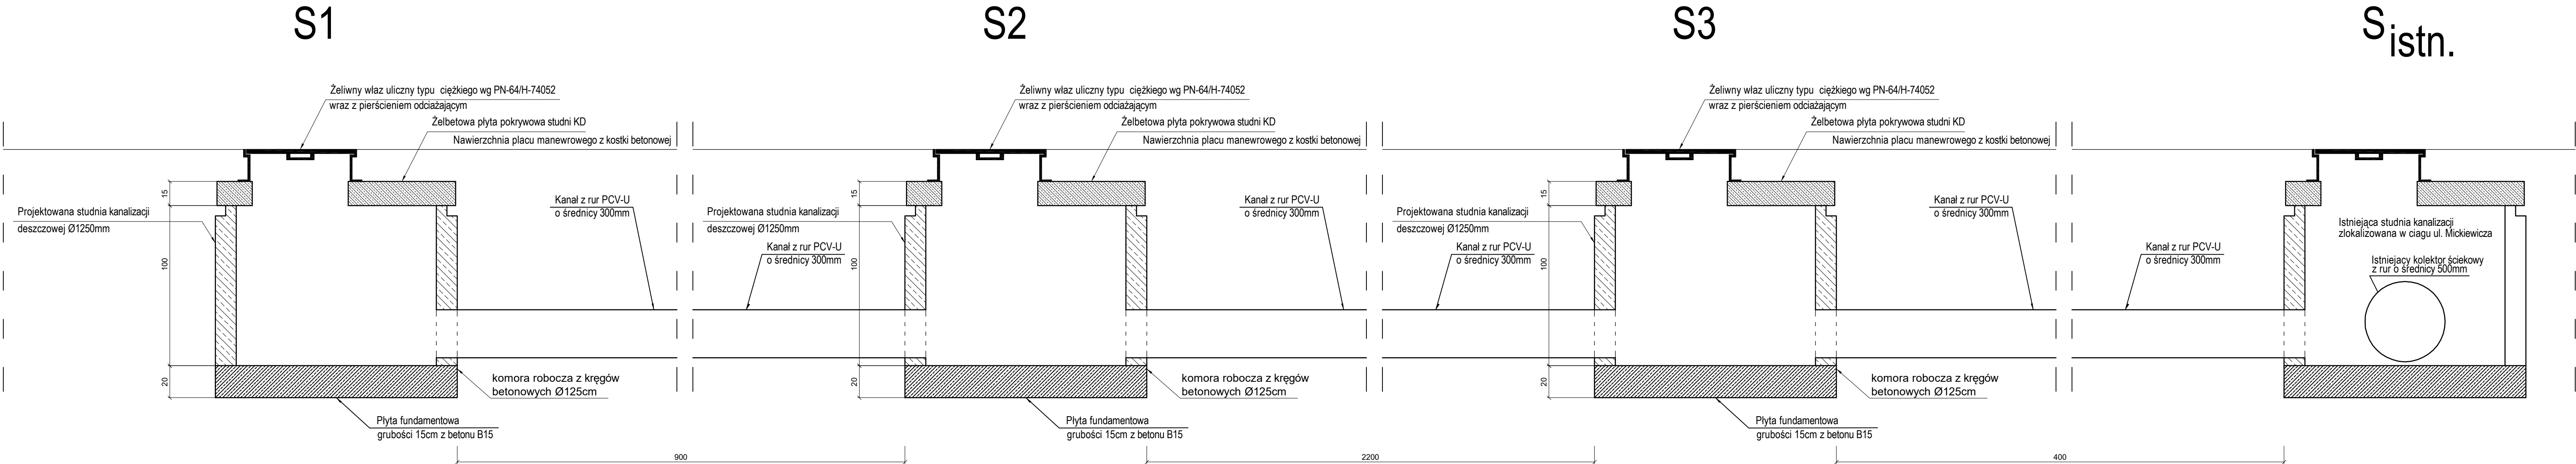 S1
S2
S3
S istn.
Żeliwny właz uliczny typu ciężkiego wg PN-64/H-74052
wraz z pierścieniem odciażającym
Żelbetowa płyta pokrywowa studni KD
Nawierzchnia placu manewrowego z kostki betonowej
Projektowana studnia kanalizacji
deszczowej Ø1250mm
15
100
20
Kanał z rur PCV-U
o średnicy 300mm
komora robocza z kręgów
betonowych Ø125cm
Płyta fundamentowa
grubości 15cm z betonu B15
900
Kanał z rur PCV-U
o średnicy 300mm
Żeliwny właz uliczny typu ciężkiego wg PN-64/H-74052
wraz z pierścieniem odciażającym
Żelbetowa płyta pokrywowa studni KD
Nawierzchnia placu manewrowego z kostki betonowej
Projektowana studnia kanalizacji
deszczowej Ø1250mm
15
100
20
Kanał z rur PCV-U
o średnicy 300mm
komora robocza z kręgów
betonowych Ø125cm
Płyta fundamentowa
grubości 15cm z betonu B15
2200
Kanał z rur PCV-U
o średnicy 300mm
Żeliwny właz uliczny typu ciężkiego wg PN-64/H-74052
wraz z pierścieniem odciażającym
Żelbetowa płyta pokrywowa studni KD
Nawierzchnia placu manewrowego z kostki betonowej
Projektowana studnia kanalizacji
deszczowej Ø1250mm
15
100
20
Kanał z rur PCV-U
o średnicy 300mm
komora robocza z kręgów
betonowych Ø125cm
Płyta fundamentowa
grubości 15cm z betonu B15
400
Kanał z rur PCV-U
o średnicy 300mm
Istniejąca studnia kanalizacji
zlokalizowana w ciagu ul. Mickiewicza
Istniejacy kolektor ściekowy
z rur o średnicy 500mm